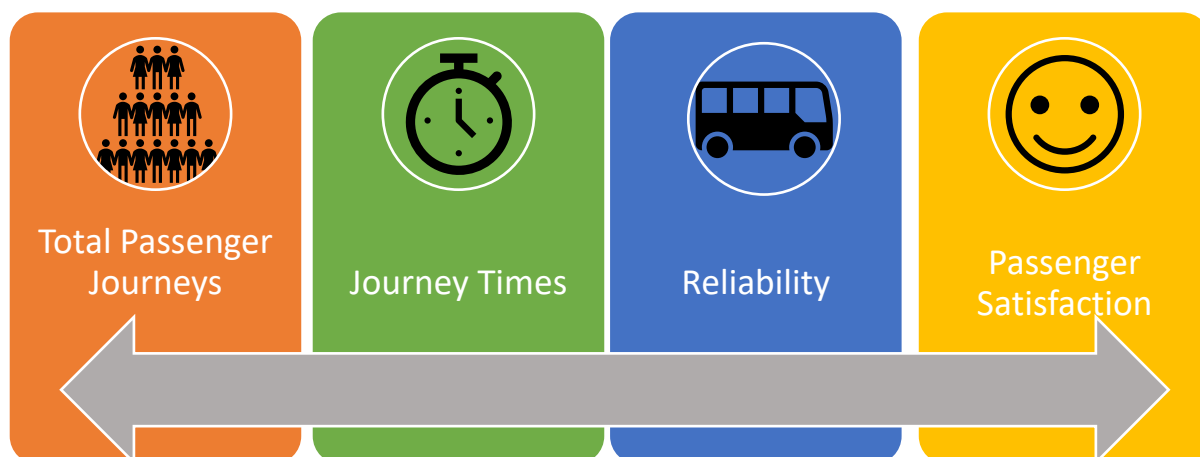 Total Passenger
Journeys
Journey Times
Reliability
Passenger
Satisfaction